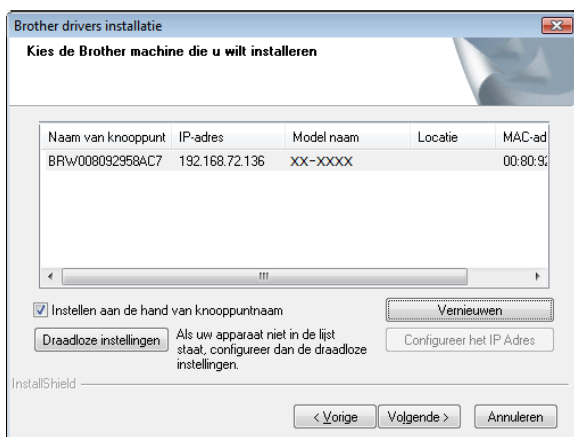 Brother drivers installatie
Kies de Brother machine die u wilt installeren
Naam van knooppunt IP-adres Model naam Locatie MAC-ad
BRW008092958AC7 192.168.72.136 XX-XXXX 00:80:92
Instellen aan de hand van knooppuntnaam
Vernieuwen
Draadloze instellingen
Als uw apparaat niet in de lijst
staat, configureer dan de draadloze
instellingen.
Configureer het IP Adres
InstallShield
< Vorige Volgende > Annuleren